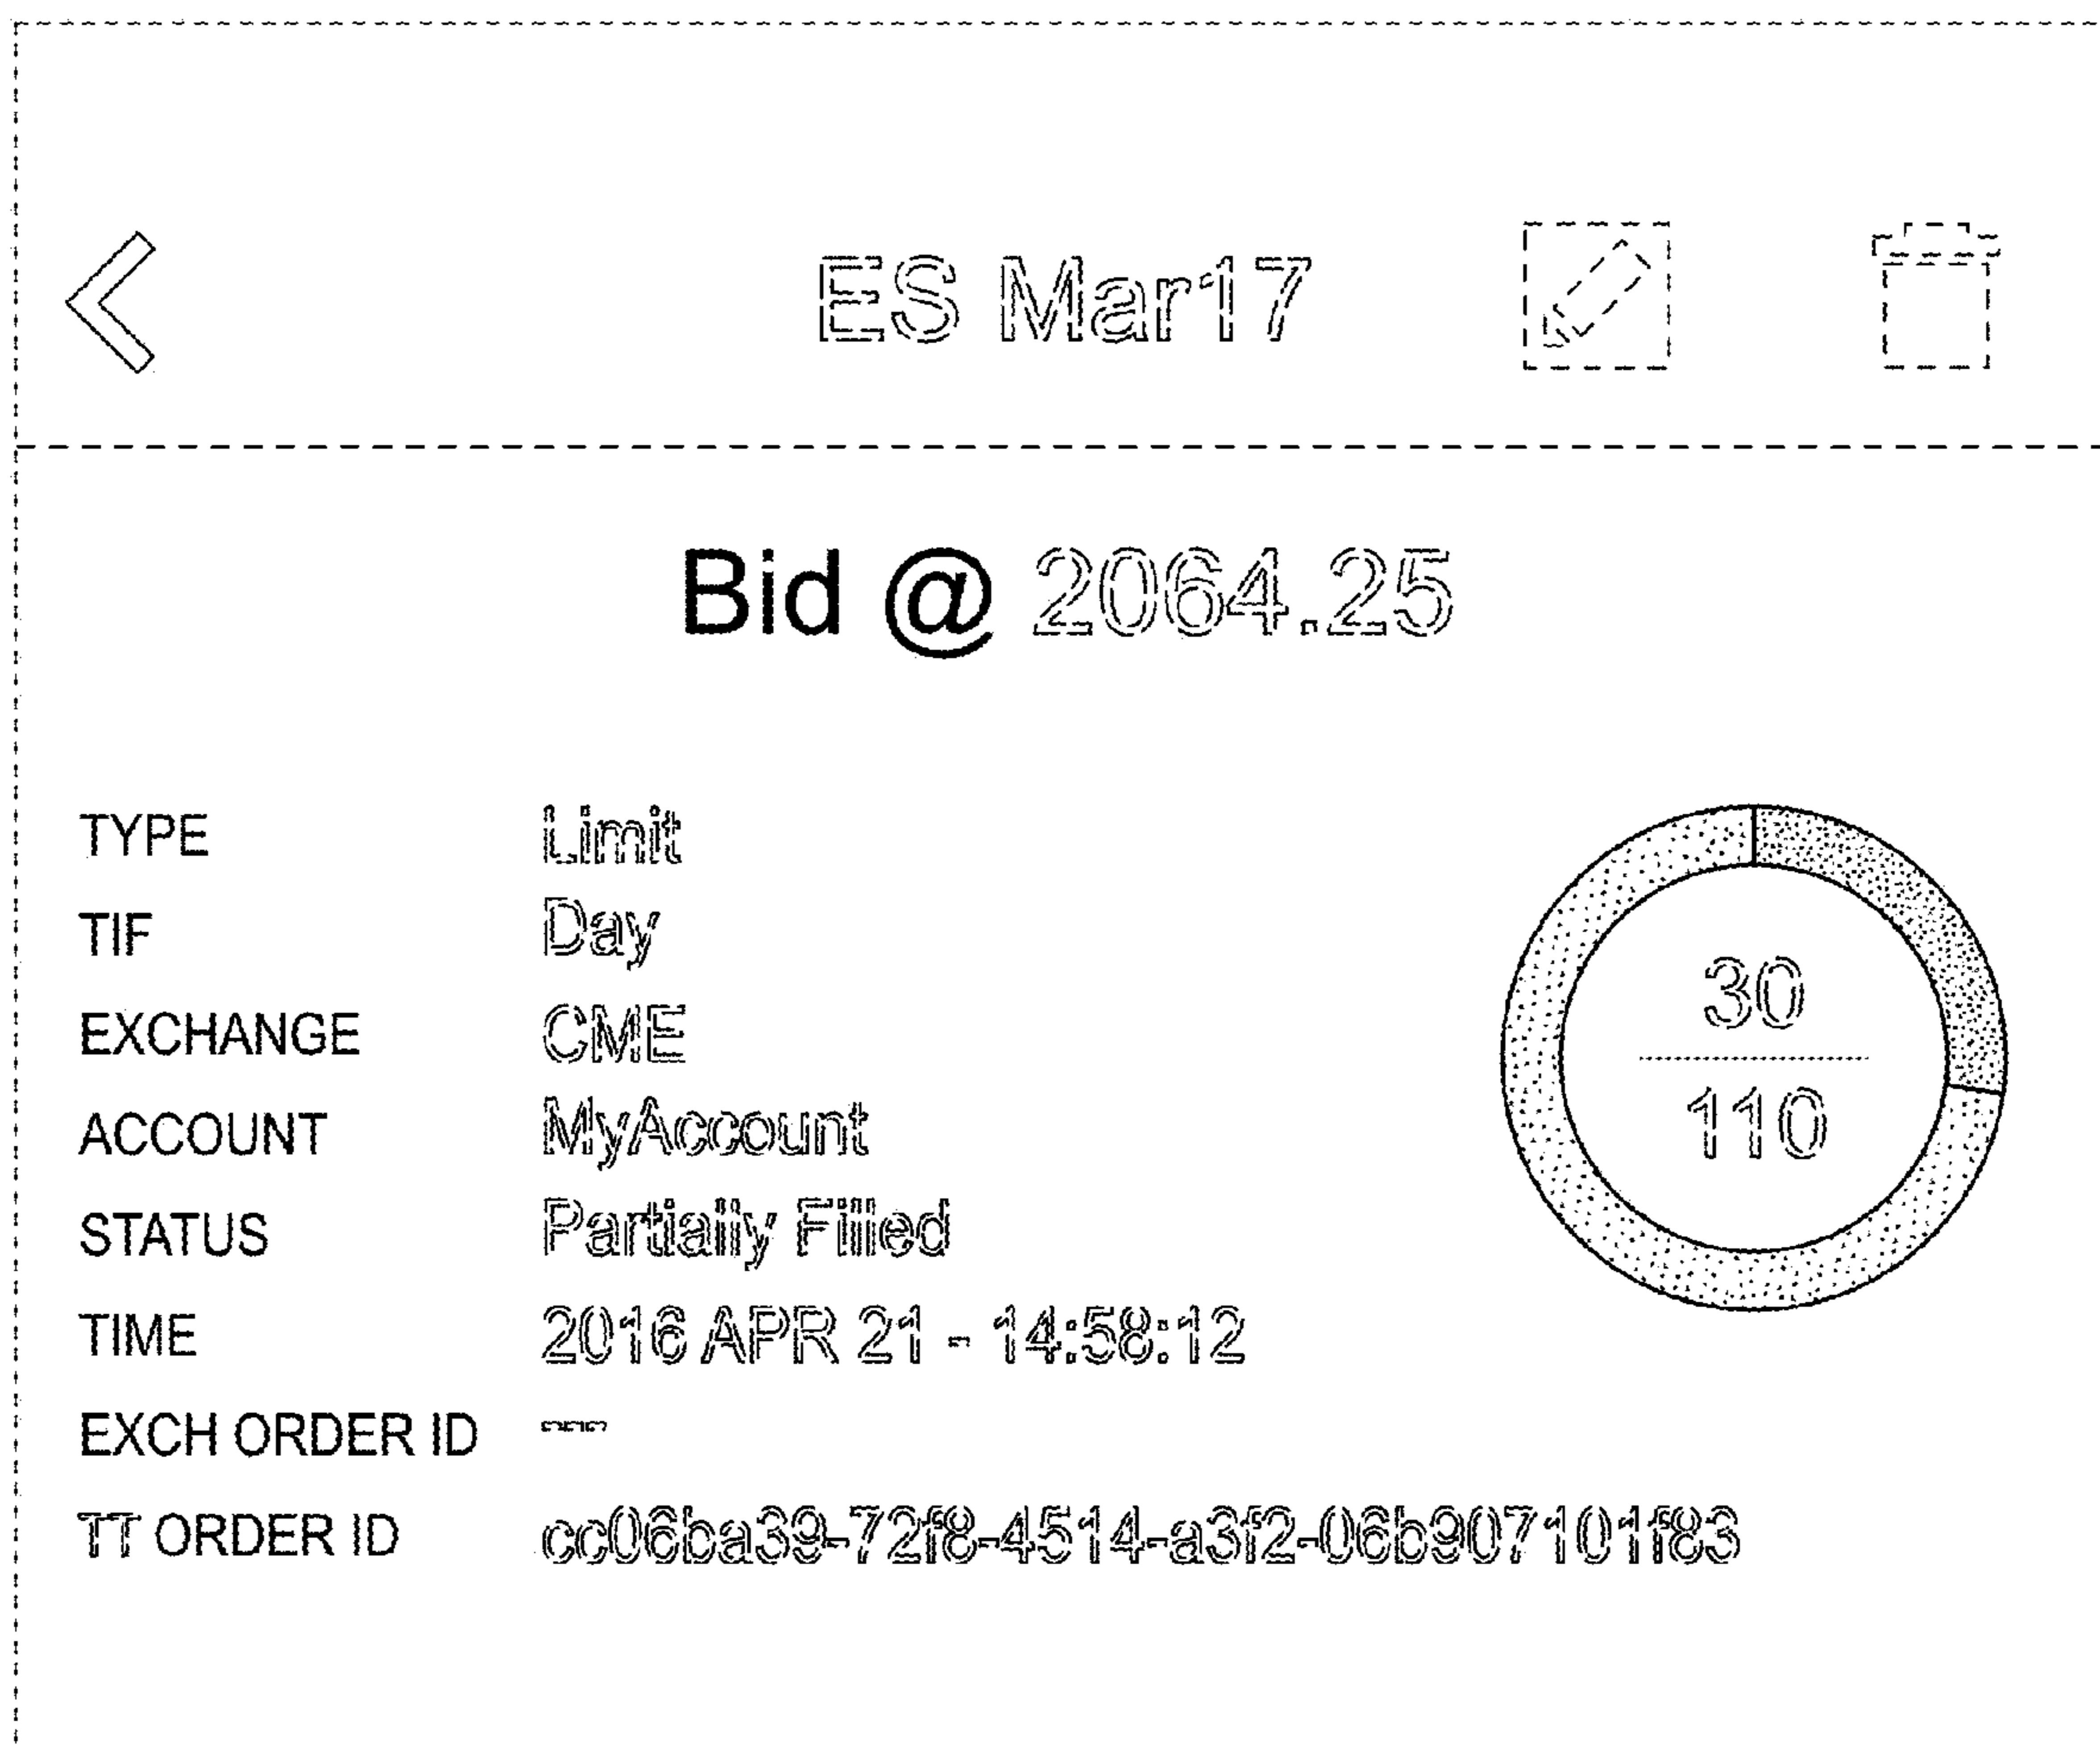 ES Mar17
Bid @ 2064.25
TYPE Limit
TIF Day
EXCHANGE CME
ACCOUNT MyAccount
STATUS Partially Filled
TIME 2016 APR 21 - 14:58:12
EXCH ORDER ID ---
TT ORDER ID cc06ba39-72f8-4514-a3f2-06b907101f83
30
110